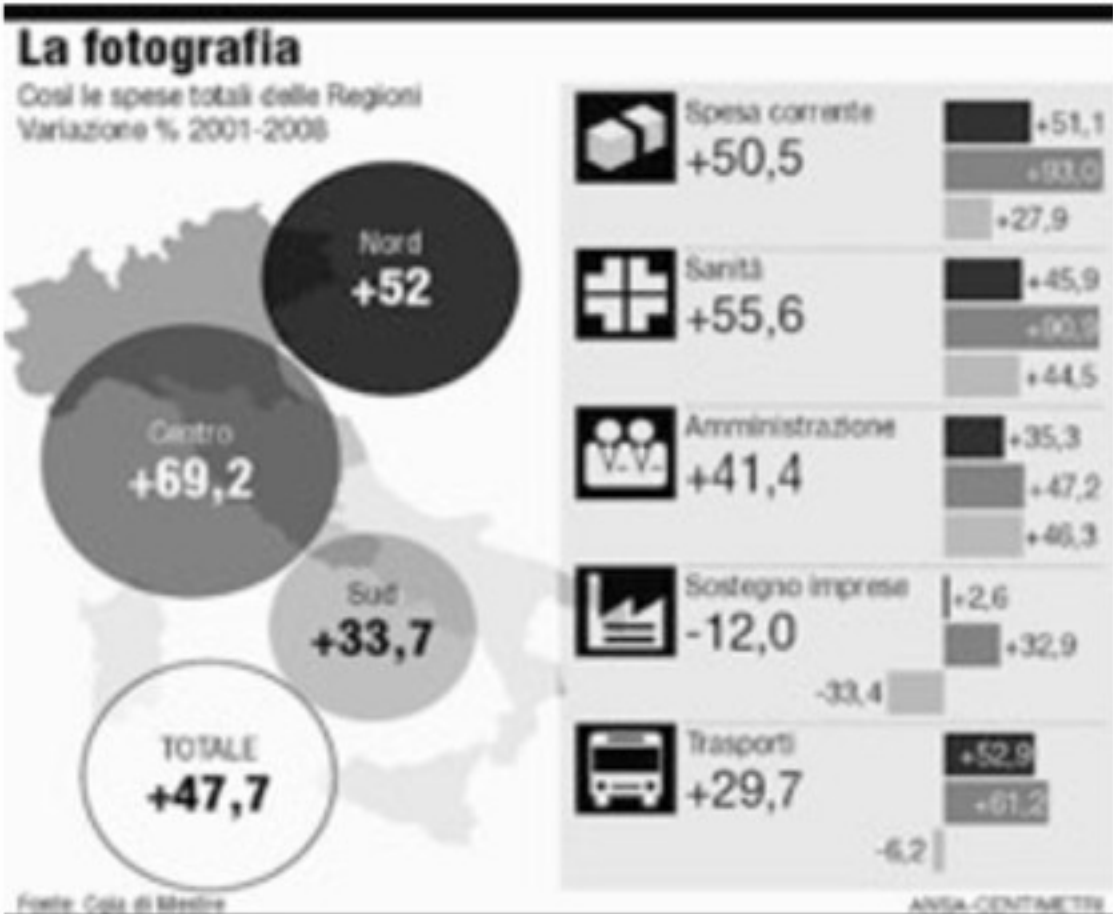 La fotografia
Così le spese totali delle Regioni
Variazione % 2001-2008
Nord
+52
Centro
+69,2
Sud
+33,7
TOTALE
+47,7
Spesa corrente
+50,5
+51,1
+93,0
+27,9
Sanità
+55,6
+45,9
+90,9
+44,5
Amministrazione
+41,4
+35,3
+47,2
+46,3
Sostegno imprese
-12,0
+2,6
+32,9
-33,4
Trasporti
+29,7
+52,9
+61,2
-6,2
Fonte: Cgia di Mestre
ANSA-CENTIMETRI